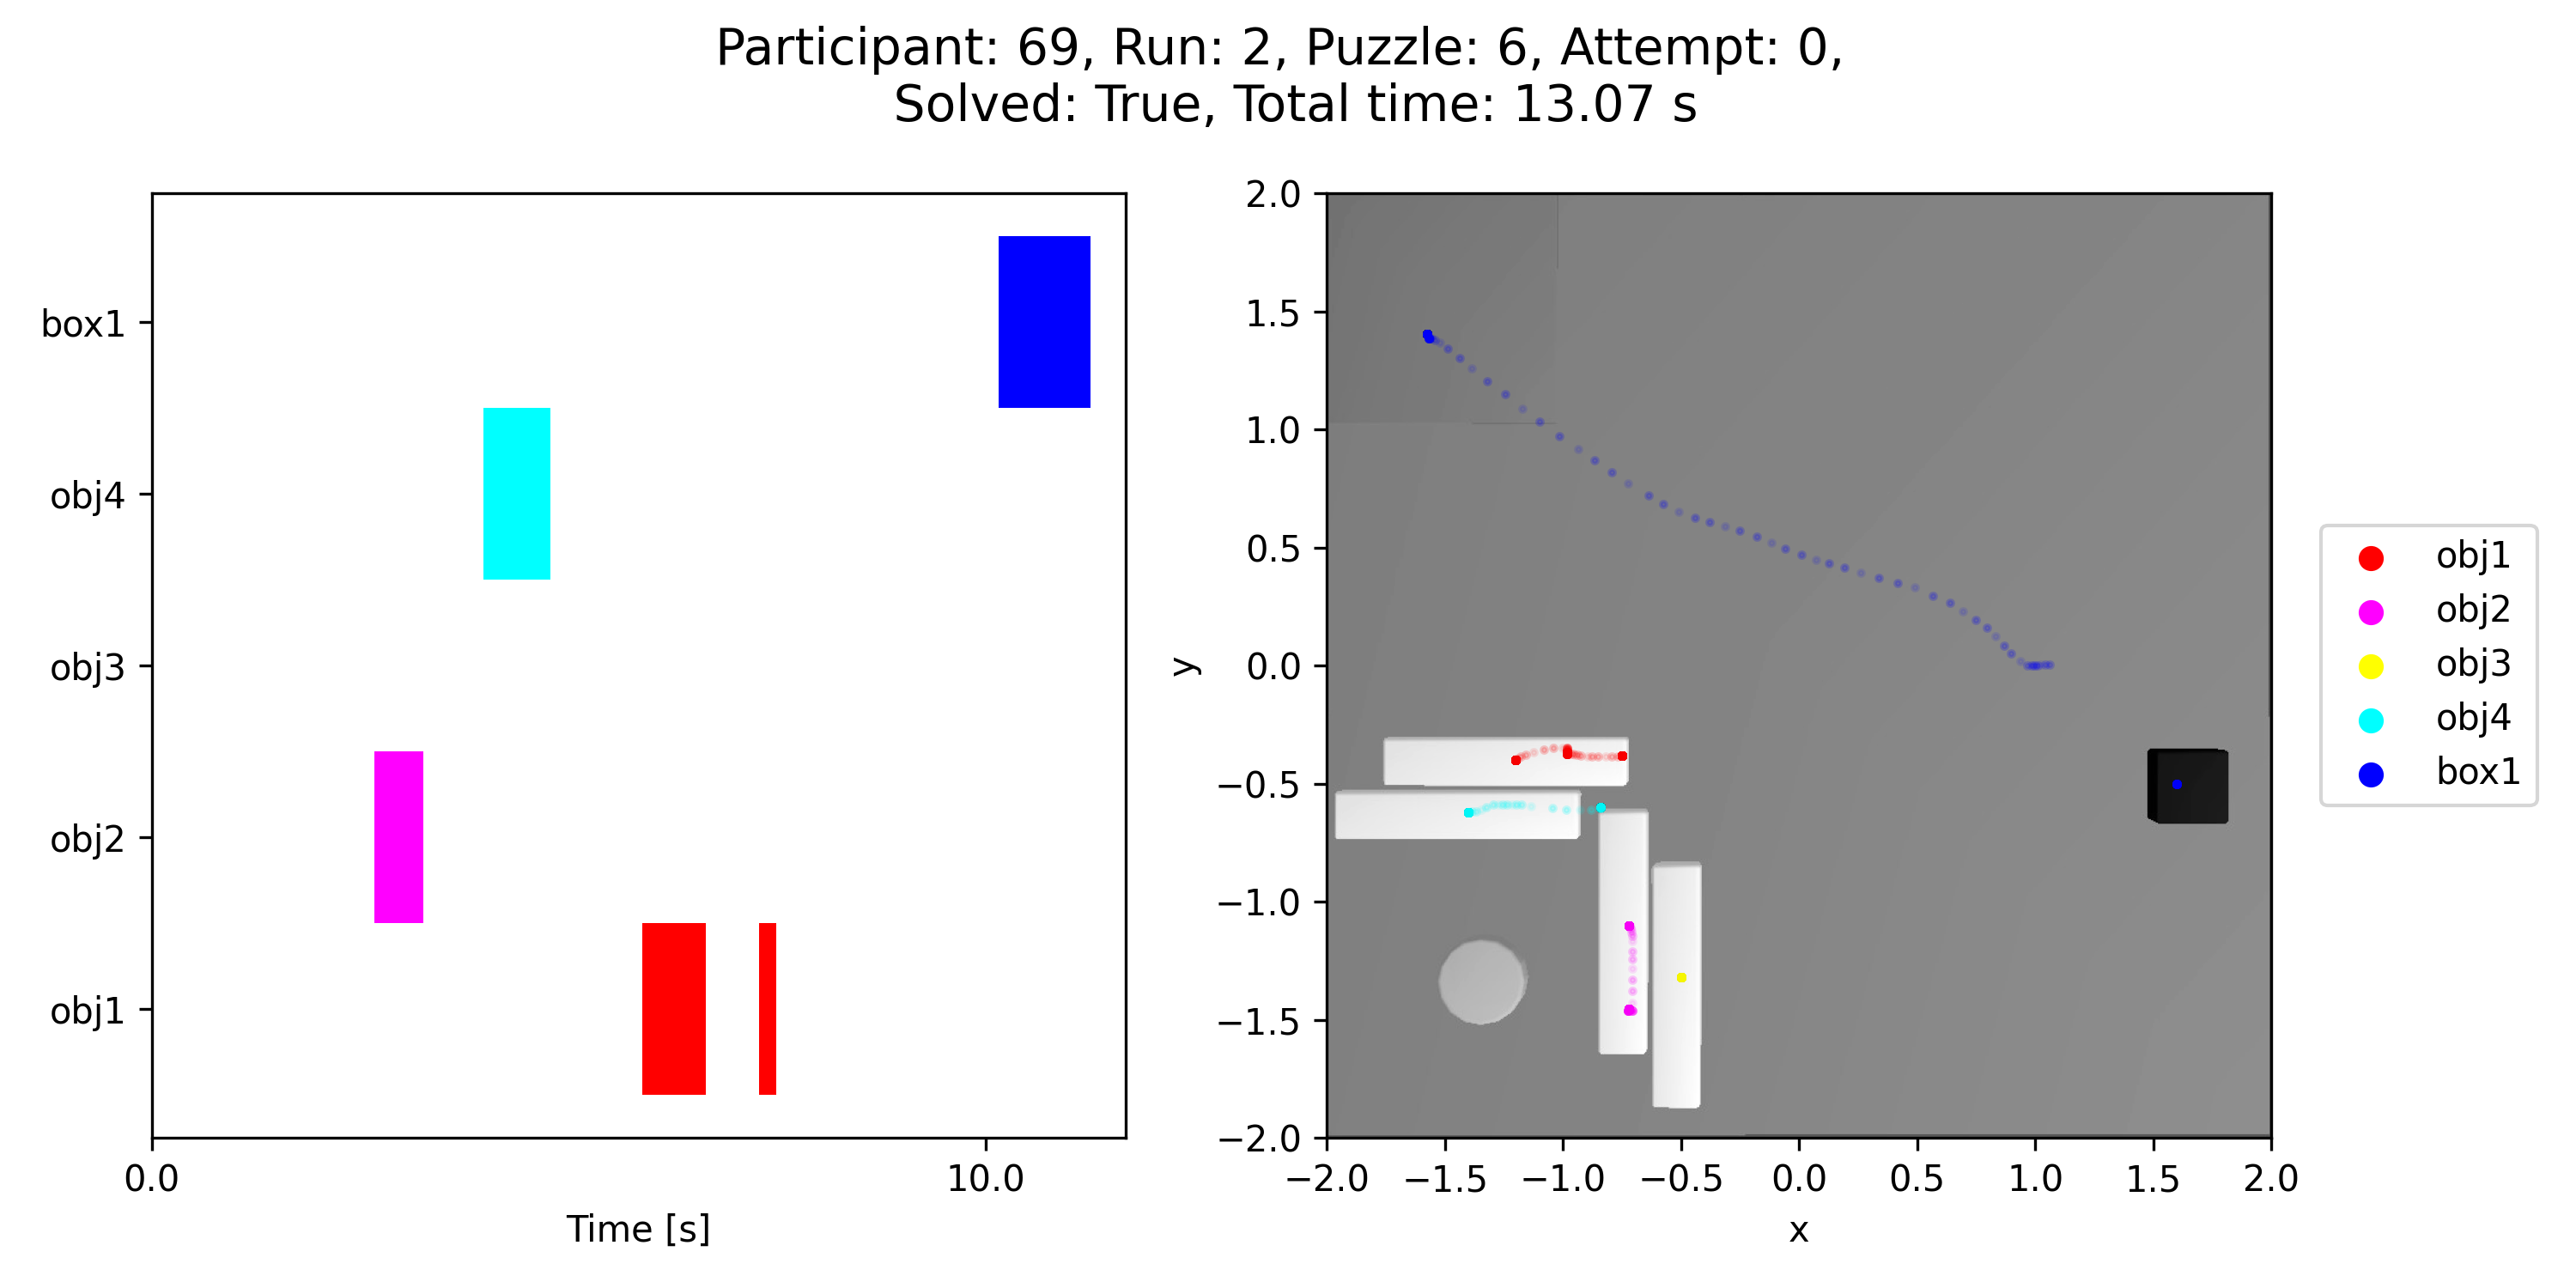 Participant: 69, Run: 2, Puzzle: 6, Attempt: 0,
Solved: True, Total time: 13.07 s
box1
obj4
obj3
obj2
obj1
0.0
10.0
Time [s]
2.0
1.5
1.0
0.5
0.0
−0.5
−1.0
−1.5
−2.0
y
−2.0
−1.5
−1.0
−0.5
0.0
0.5
1.0
1.5
2.0
x
obj1
obj2
obj3
obj4
box1